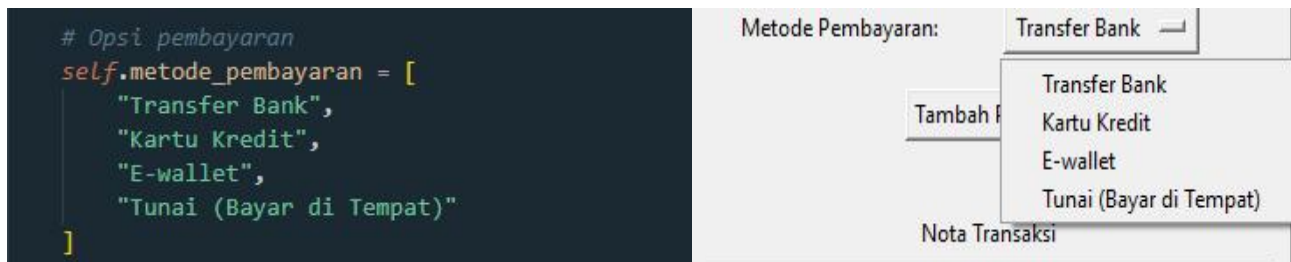 # Opsi pembayaran
self.metode_pembayaran = [
"Transfer Bank",
"Kartu Kredit",
"E-wallet",
"Tunai (Bayar di Tempat)"
]
Metode Pembayaran:
Transfer Bank
Transfer Bank
Kartu Kredit
E-wallet
Tunai (Bayar di Tempat)
Tambah
Nota Transaksi